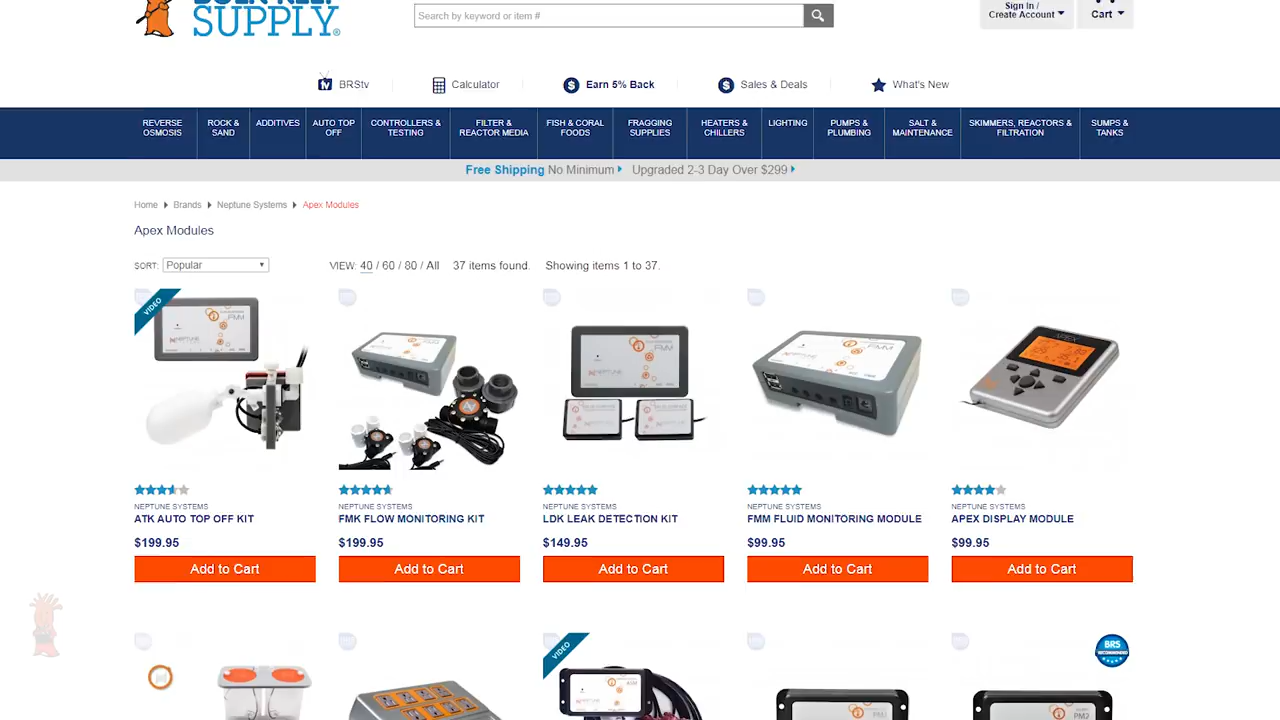 SUPPLY
Search by keyword or item #
Sign In /
Create Account
Cart
BRStv
Calculator
Earn 5% Back
Sales & Deals
What's New
REVERSE
OSMOSIS
ROCK &
SAND
ADDITIVES
AUTO TOP
OFF
CONTROLLERS &
TESTING
FILTER &
REACTOR MEDIA
FISH & CORAL
FOODS
FRAGGING
SUPPLIES
HEATERS &
CHILLERS
LIGHTING
PUMPS &
PLUMBING
SALT &
MAINTENANCE
SKIMMERS, REACTORS &
FILTRATION
SUMPS &
TANKS
Free Shipping No Minimum Upgraded 2-3 Day Over $299
Home Brands Neptune Systems Apex Modules
Apex Modules
SORT: Popular
VIEW: 40 / 60 / 80 / All 37 items found. Showing items 1 to 37.
VIDEO
FMM
NEPTUNE
NEPTUNE SYSTEMS
ATK AUTO TOP OFF KIT
$199.95
Add to Cart
NEPTUNE SYSTEMS
FMK FLOW MONITORING KIT
$199.95
Add to Cart
FMM
NEPTUNE
NEPTUNE SYSTEMS
LDK LEAK DETECTION KIT
$149.95
Add to Cart
FMM
NEPTUNE SYSTEMS
FMM FLUID MONITORING MODULE
$99.95
Add to Cart
NEPTUNE SYSTEMS
APEX DISPLAY MODULE
$99.95
Add to Cart
VIDEO
BRS
RECOMMENDED
PM2